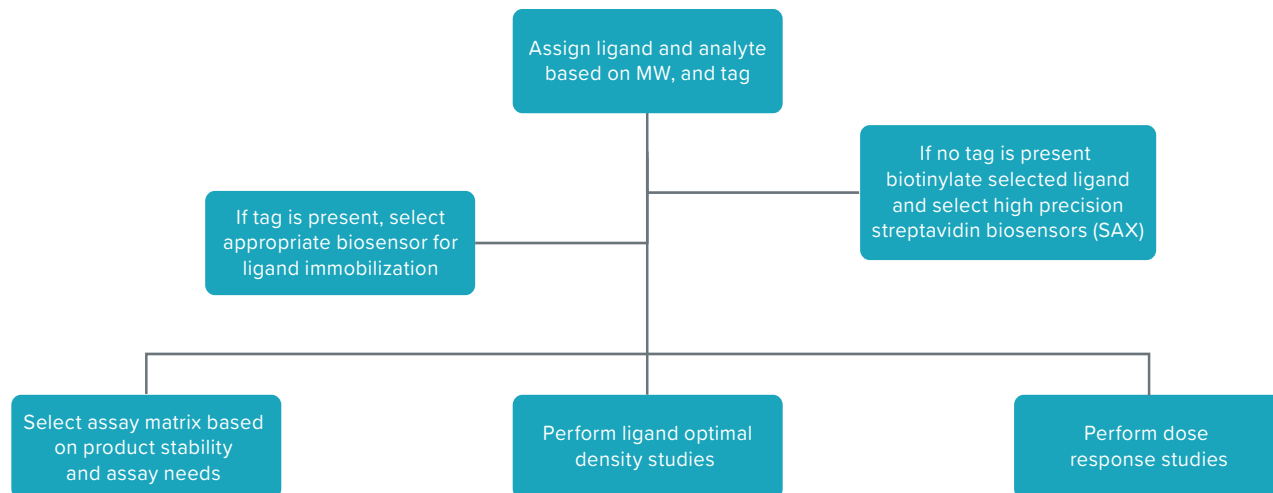 Assign ligand and analyte
based on MW, and tag
If no tag is present
biotinylate selected ligand
and select high precision
streptavidin biosensors (SAX)
If tag is present, select
appropriate biosensor for
ligand immobilization
Select assay matrix based
on product stability
and assay needs
Perform ligand optimal
density studies
Perform dose
response studies